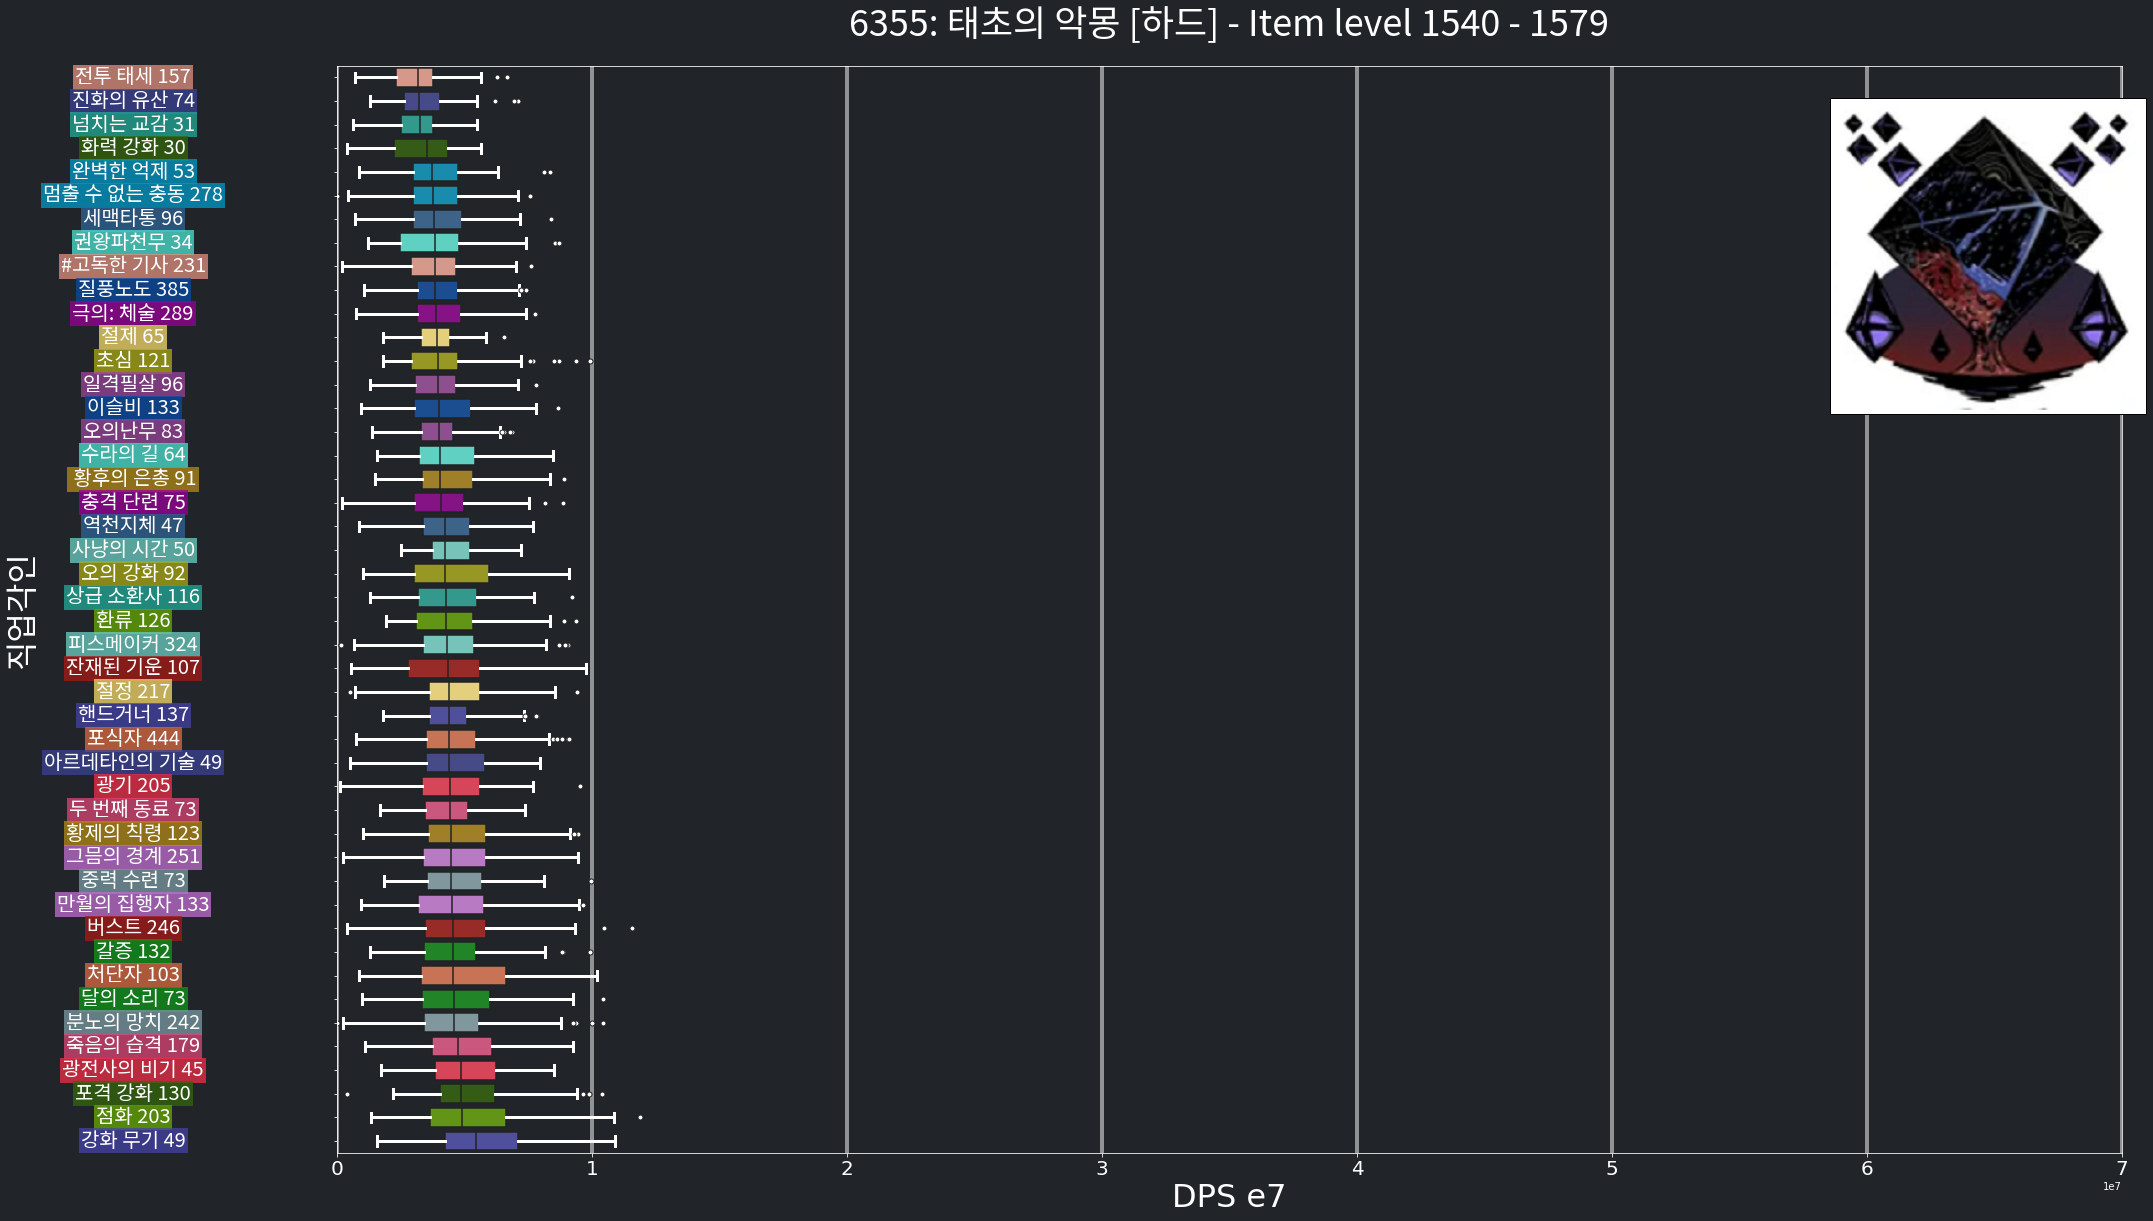 6355: 태초의 악몽 [하드] - Item level 1540 - 1579
직업각인
전투 태세 157
진화의 유산 74
넘치는 교감 31
화력 강화 30
완벽한 억제 53
멈출 수 없는 충동 278
세맥타통 96
권왕파천무 34
#고독한 기사 231
질풍노도 385
극의: 체술 289
절제 65
초심 121
일격필살 96
이슬비 133
오의난무 83
수라의 길 64
황후의 은총 91
충격 단련 75
역천지체 47
사냥의 시간 50
오의 강화 92
상급 소환사 116
환류 126
피스메이커 324
잔재된 기운 107
절정 217
핸드거너 137
포식자 444
아르데타인의 기술 49
광기 205
두 번째 동료 73
황제의 칙령 123
그믐의 경계 251
중력 수련 73
만월의 집행자 133
버스트 246
갈증 132
처단자 103
달의 소리 73
분노의 망치 242
죽음의 습격 179
광전사의 비기 45
포격 강화 130
점화 203
강화 무기 49
0 1 2 3 4 5 6 7
1e7
DPS e7